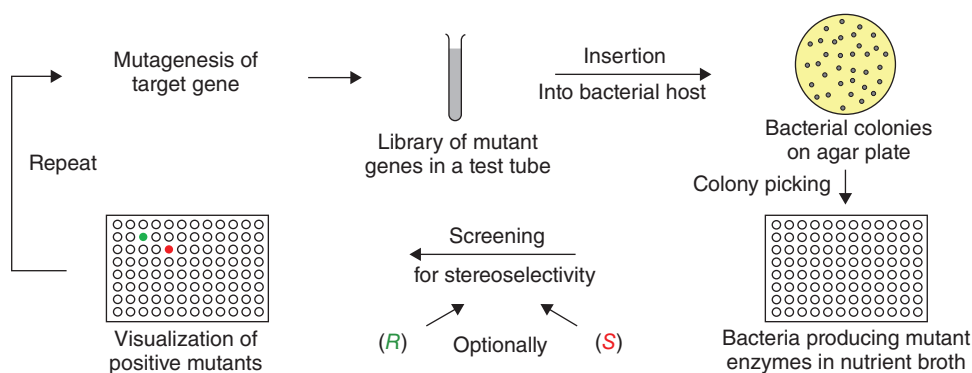 Mutagenesis of
target gene
Library of mutant
genes in a test tube
Insertion
Into bacterial host
Bacterial colonies
on agar plate
Colony picking
Bacteria producing mutant
enzymes in nutrient broth
Screening
for stereoselectivity
(R)
Optionally
(S)
Visualization of
positive mutants
Repeat